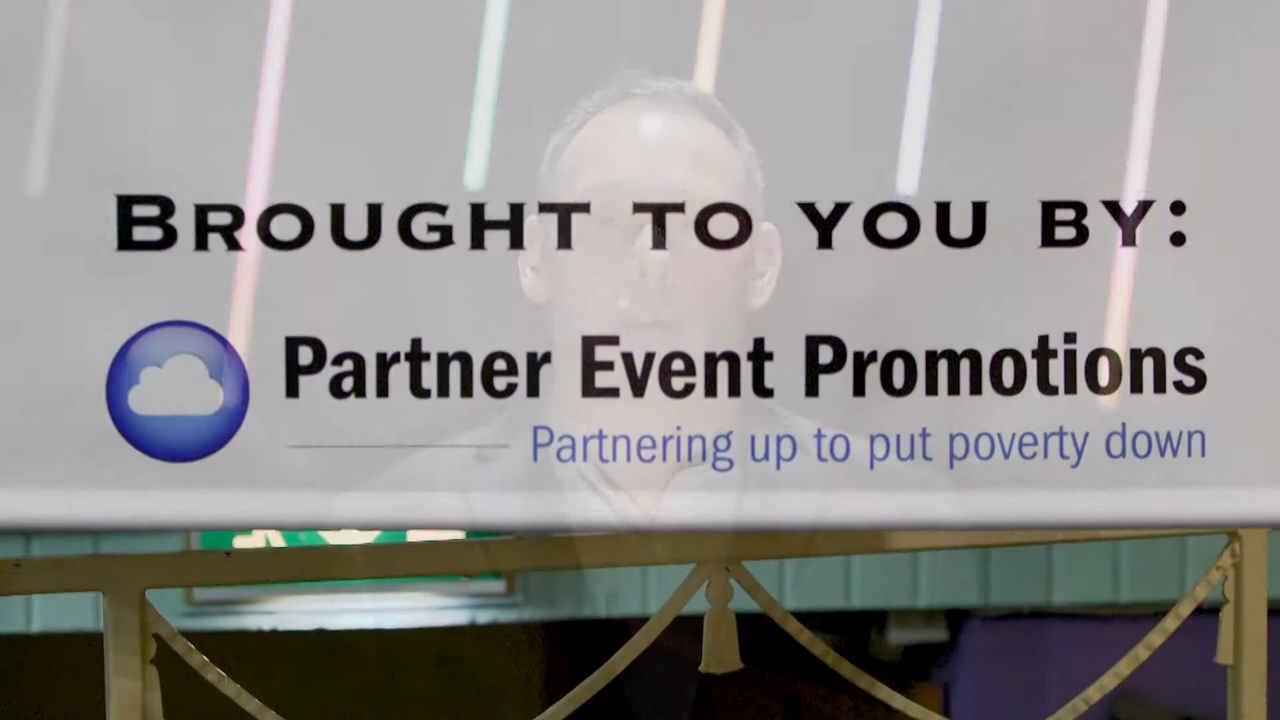 BROUGHT TO YOU BY:
Partner Event Promotions
Partnering up to put poverty down